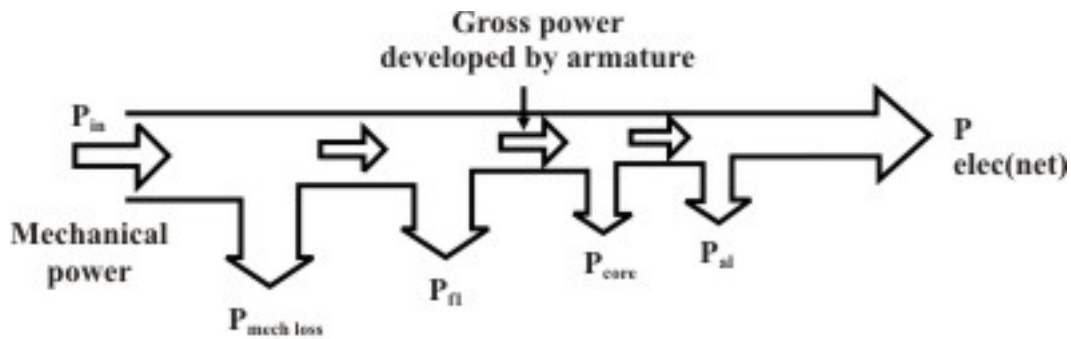 Gross power
developed by armature
P_in
P
elec(net)
Mechanical
power
P_mech loss
P_fl
P_core
P_al